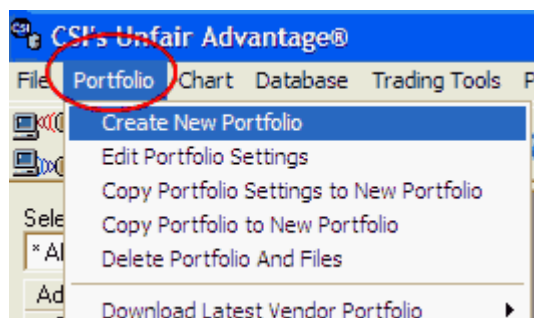 CSI's Unfair Advantage®
File Portfolio Chart Database Trading Tools
Create New Portfolio
Edit Portfolio Settings
Copy Portfolio Settings to New Portfolio
Copy Portfolio to New Portfolio
Delete Portfolio And Files
Download Latest Vendor Portfolio